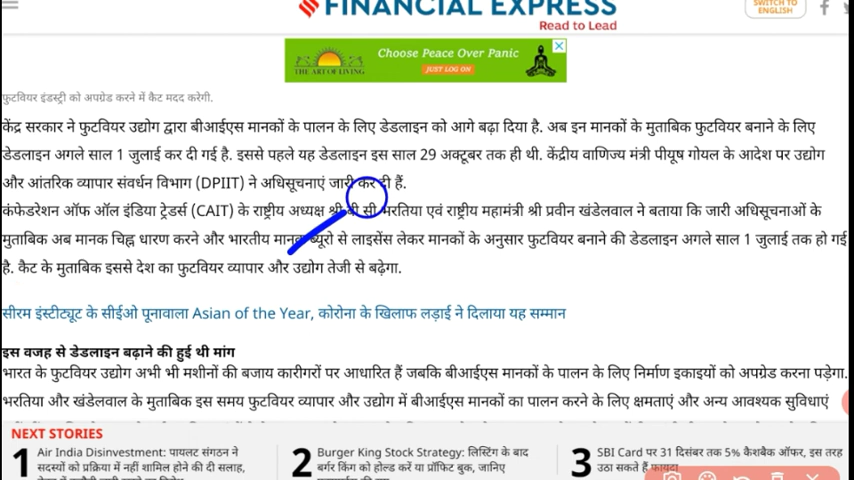 FINANCIAL EXPRESS
Read to Lead
SWITCH TO
ENGLISH
Choose Peace Over Panic
THE ART OF LIVING
JUST LOG ON
फुटवियर इंडस्ट्री को अपग्रेड करने में कैट मदद करेगी.
केंद्र सरकार ने फुटवियर उद्योग द्वारा बीआईएस मानकों के पालन के लिए डेडलाइन को आगे बढ़ा दिया है. अब इन मानकों के मुताबिक फुटवियर बनाने के लिए
डेडलाइन अगले साल 1 जुलाई कर दी गई है. इससे पहले यह डेडलाइन इस साल 29 अक्टूबर तक ही थी. केंद्रीय वाणिज्य मंत्री पीयूष गोयल के आदेश पर उद्योग
और आंतरिक व्यापार संवर्धन विभाग (DPIIT) ने अधिसूचनाएं जारी कर दी हैं.
कंफेडरेशन ऑफ ऑल इंडिया ट्रेडर्स (CAIT) के राष्ट्रीय अध्यक्ष श्री बी सी भरतिया एवं राष्ट्रीय महामंत्री श्री प्रवीन खंडेलवाल ने बताया कि जारी अधिसूचनाओं के
मुताबिक अब मानक चिह्न धारण करने और भारतीय मानक ब्यूरो से लाइसेंस लेकर मानकों के अनुसार फुटवियर बनाने की डेडलाइन अगले साल 1 जुलाई तक हो गई
है. कैट के मुताबिक इससे देश का फुटवियर व्यापार और उद्योग तेजी से बढ़ेगा.
सीरम इंस्टीट्यूट के सीईओ पूनावाला Asian of the Year, कोरोना के खिलाफ लड़ाई ने दिलाया यह सम्मान
इस वजह से डेडलाइन बढ़ाने की हुई थी मांग
भारत के फुटवियर उद्योग अभी भी मशीनों की बजाय कारीगरों पर आधारित हैं जबकि बीआईएस मानकों के पालन के लिए निर्माण इकाइयों को अपग्रेड करना पड़ेगा.
भरतिया और खंडेलवाल के मुताबिक इस समय फुटवियर व्यापार और उद्योग में बीआईएस मानकों का पालन करने के लिए क्षमताएं और अन्य आवश्यक सुविधाएं
NEXT STORIES
1 Air India Disinvestment: पायलट संगठन ने
सदस्यों को प्रक्रिया में नहीं शामिल होने की दी सलाह,
2 Burger King Stock Strategy: लिस्टिंग के बाद
बर्गर किंग को होल्ड करें या प्रॉफिट बुक, जानिए
3 SBI Card पर 31 दिसंबर तक 5% कैशबैक ऑफर, इस तरह
उठा सकते हैं फायदा